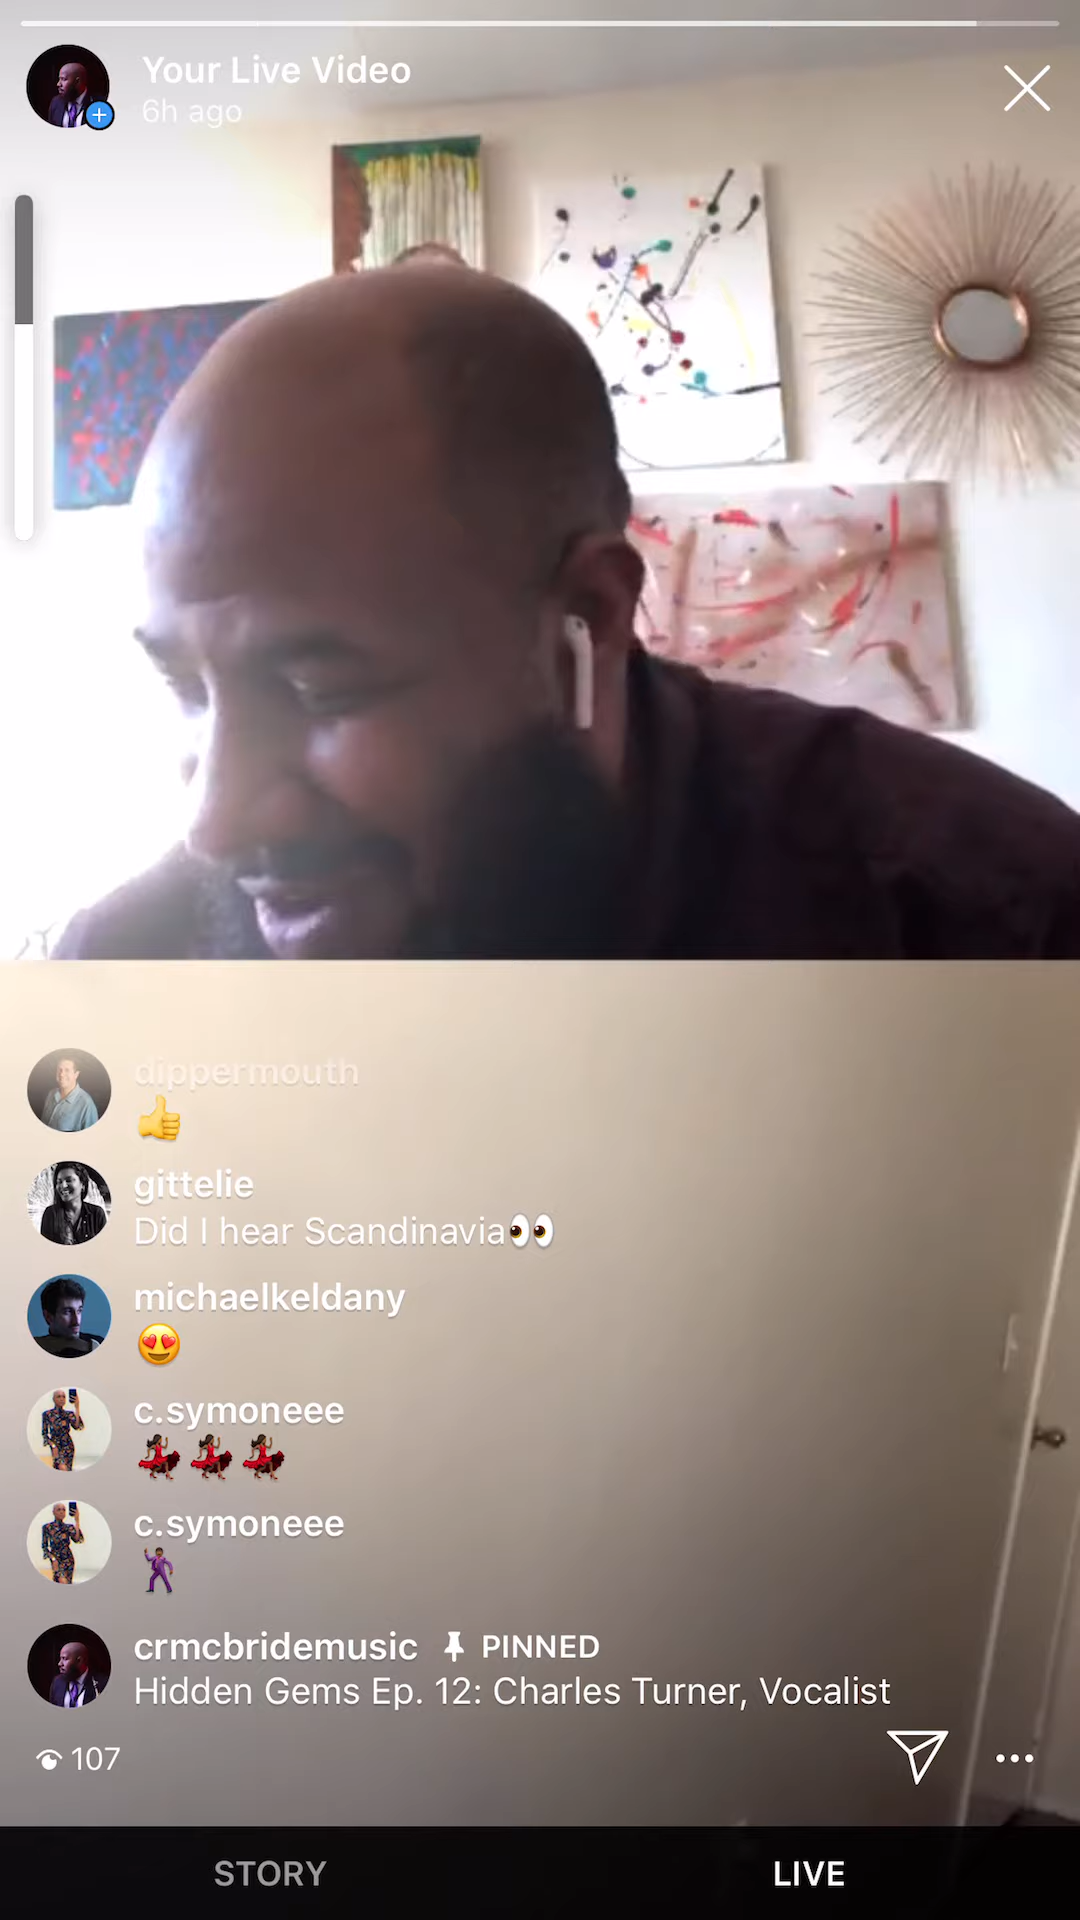 Your Live Video
6h ago
dippermouth
👍
gittelie
Did I hear Scandinavia👀
michaelkeldany
😍
c.symoneee
💃🏾💃🏾💃🏾
c.symoneee
🕺🏾
crmcbridemusic PINNED
Hidden Gems Ep. 12: Charles Turner, Vocalist
107
STORY
LIVE